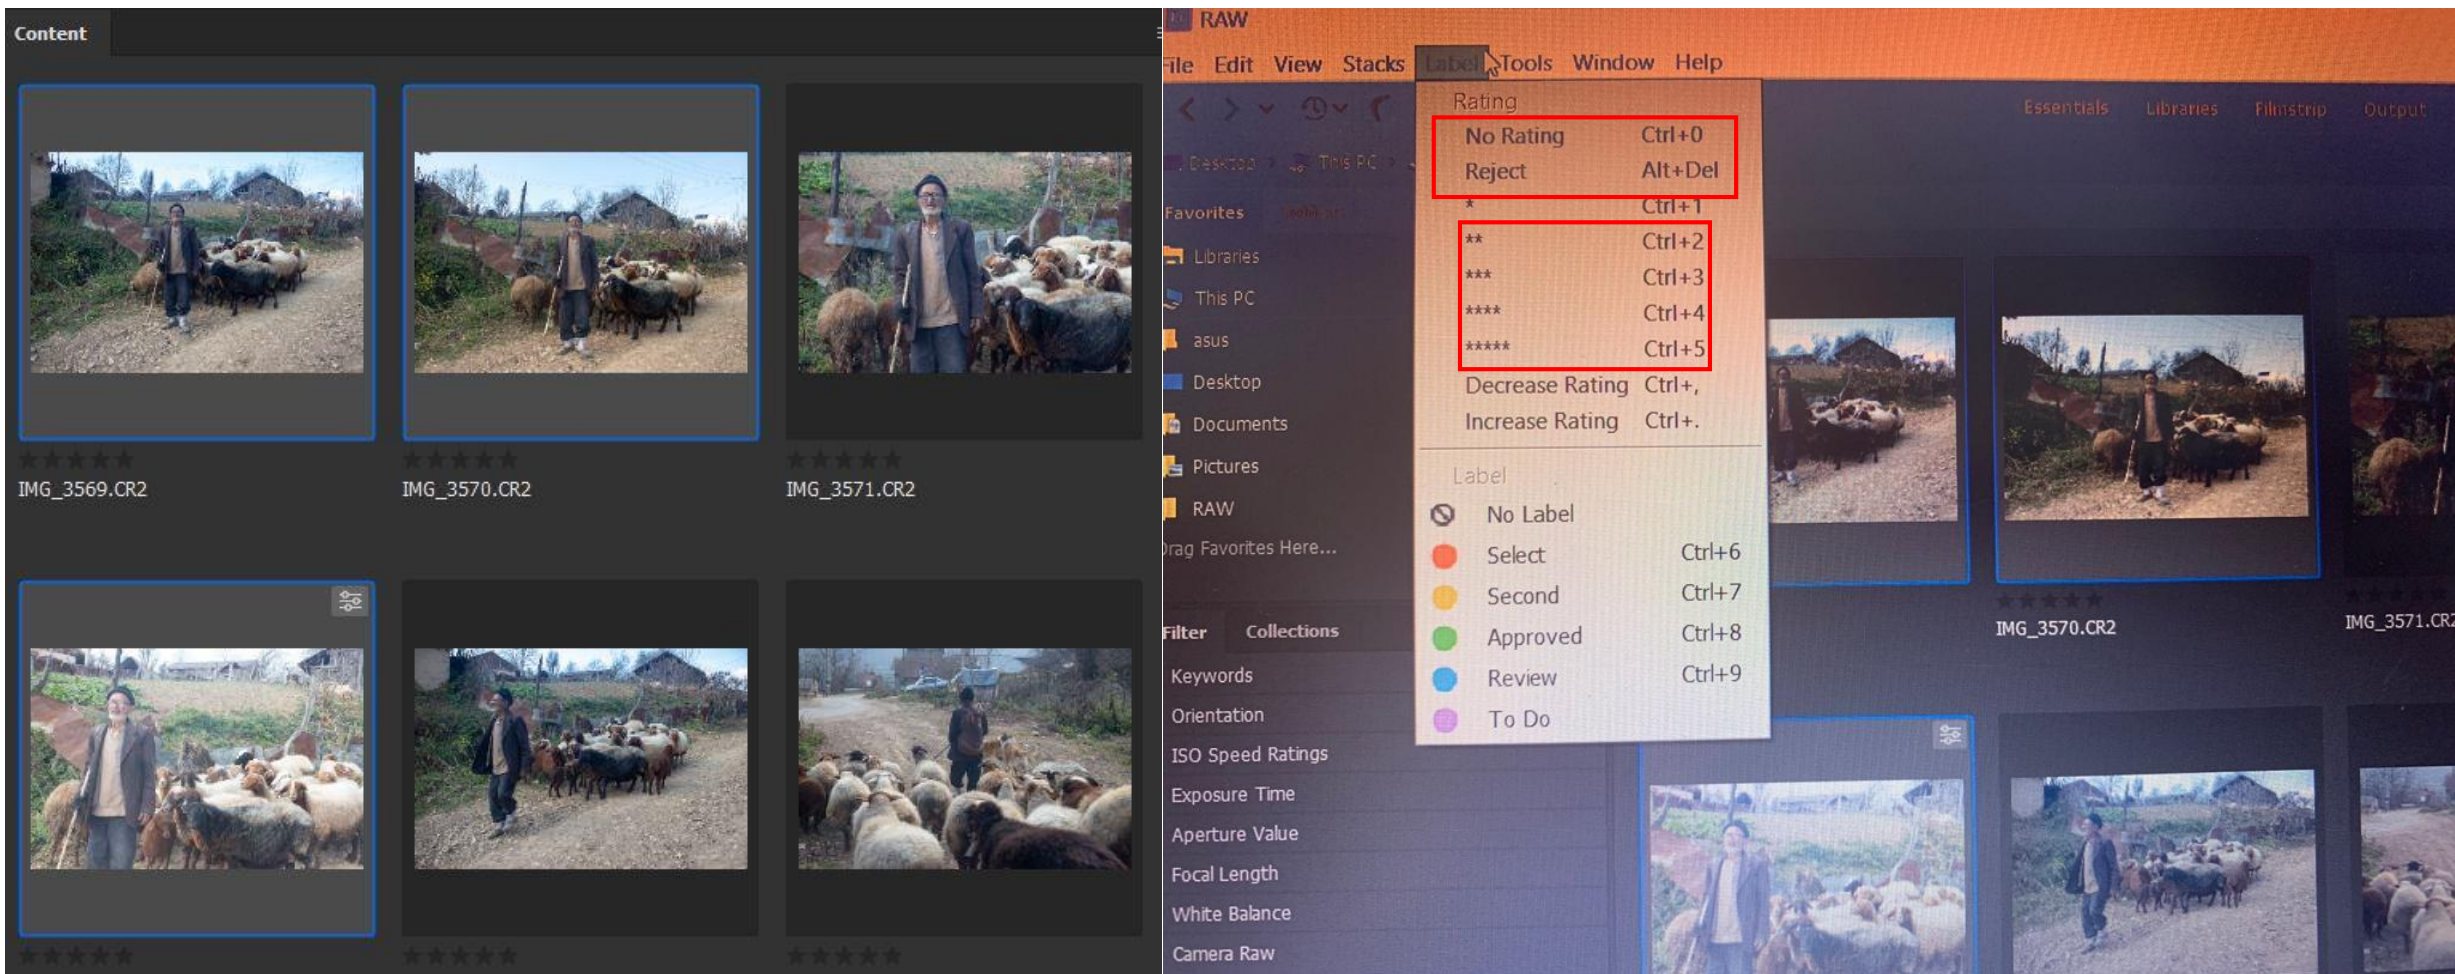 Content
IMG_3569.CR2
IMG_3570.CR2
IMG_3571.CR2
RAW
File Edit View Stacks Label Tools Window Help
Essentials Libraries Filmstrip Output
Desktop This PC
Rating
No Rating Ctrl+0
Reject Alt+Del
* Ctrl+1
** Ctrl+2
*** Ctrl+3
**** Ctrl+4
***** Ctrl+5
Decrease Rating Ctrl+,
Increase Rating Ctrl+.
Label
No Label
Select Ctrl+6
Second Ctrl+7
Approved Ctrl+8
Review Ctrl+9
To Do
Favorites
Libraries
This PC
asus
Desktop
Documents
Pictures
RAW
Drag Favorites Here...
Filter Collections
Keywords
Orientation
ISO Speed Ratings
Exposure Time
Aperture Value
Focal Length
White Balance
Camera Raw
IMG_3570.CR2
IMG_3571.CR2